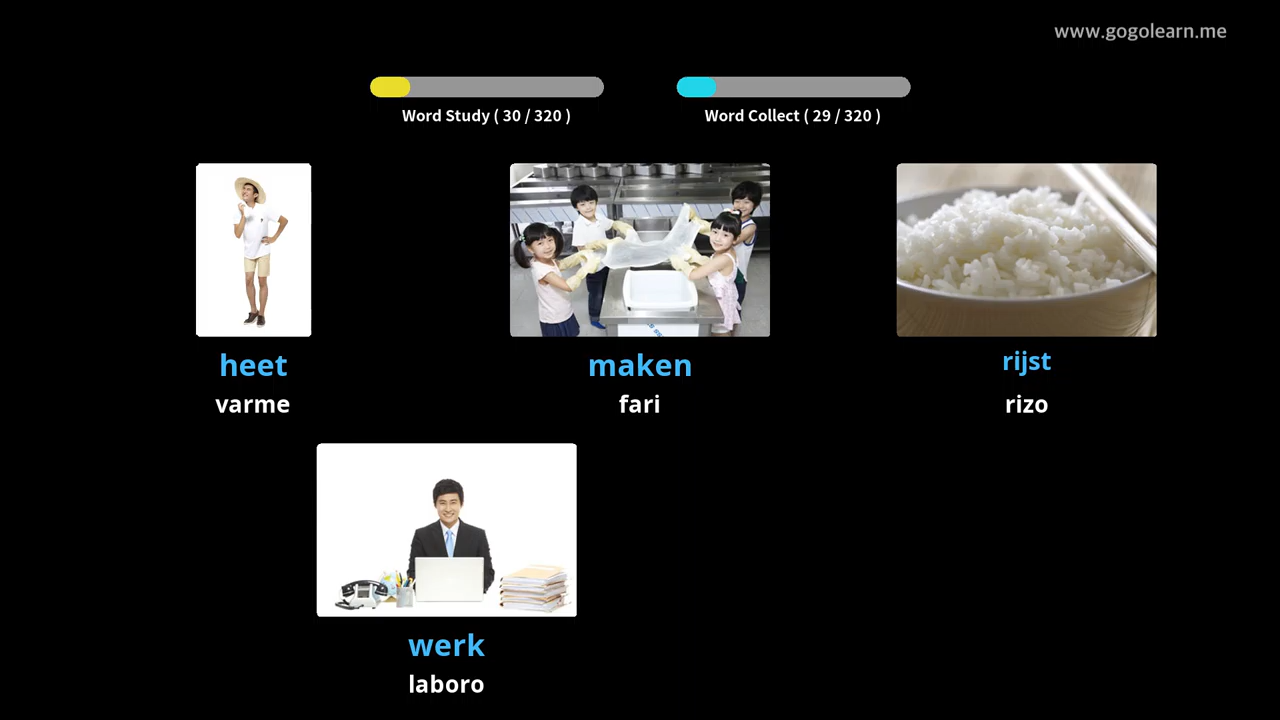 www.gogolearn.me
Word Study ( 30 / 320 )
Word Collect ( 29 / 320 )
heet
varme
maken
fari
rijst
rizo
werk
laboro